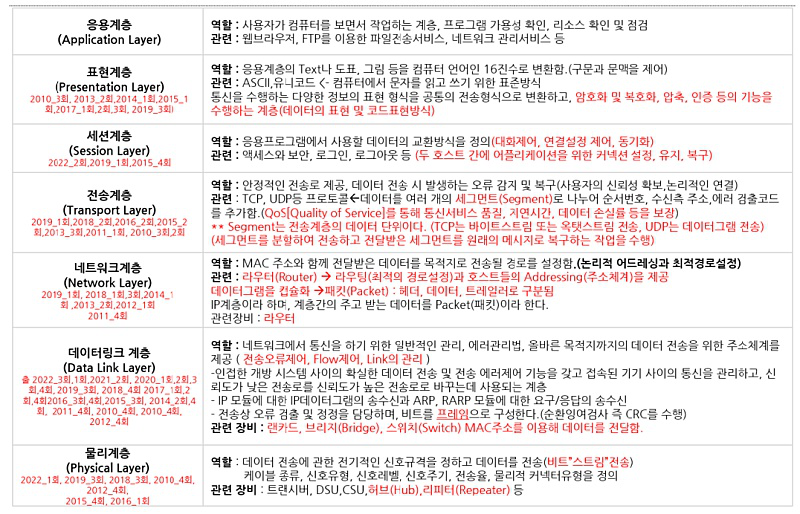 응용계층
(Application Layer)
역할 : 사용자가 컴퓨터를 보면서 작업하는 계층, 프로그램 가용성 확인, 리소스 확인 및 점검
관련 : 웹브라우저, FTP를 이용한 파일전송서비스, 네트워크 관리서비스 등
표현계층
(Presentation Layer)
2010_3회, 2013_2회,2014_1회,2015_1
회,2017_1회,2회,3회, 2019_3회)
역할 : 응용계층의 Text나 도표, 그림 등을 컴퓨터 언어인 16진수로 변환함.(구문과 문맥을 제어)
관련 : ASCII,유니코드 <- 컴퓨터에서 문자를 읽고 쓰기 위한 표준방식
통신을 수행하는 다양한 정보의 표현 형식을 공통의 전송형식으로 변환하고, 암호화 및 복호화, 압축, 인증 등의 기능을
수행하는 계층(데이터의 표현 및 코드표현방식)
세션계층
(Session Layer)
2022_2회,2019_1회,2015_4회
역할 : 응용프로그램에서 사용할 데이터의 교환방식을 정의(대화제어, 연결설정 제어, 동기화)
관련 : 액세스와 보안, 로그인, 로그아웃 등 (두 호스트 간에 어플리케이션을 위한 커넥션 설정, 유지, 복구)
전송계층
(Transport Layer)
2019_1회,2018_2회,2016_2회,2015_2
회,2013_3회,2011_1회, 2010_3회,2회
역할 : 안정적인 전송로 제공, 데이터 전송 시 발생하는 오류 감지 및 복구(사용자의 신뢰성 확보,논리적인 연결)
관련 : TCP, UDP등 프로토콜←데이터를 여러 개의 세그먼트(Segment)로 나누어 순서번호, 수신측 주소,에러 검출코드
를 추가함.(QoS[Quality of Service]를 통해 통신서비스 품질, 지연시간, 데이터 손실률 등을 보장)
** Segment는 전송계층의 데이터 단위이다. (TCP는 바이트스트림 또는 옥텟스트림 전송, UDP는 데이터그램 전송)
(세그먼트를 분할하여 전송하고 전달받은 세그먼트를 원래의 메시지로 복구하는 작업을 수행)
네트워크계층
(Network Layer)
2019_1회, 2018_1회,3회,2014_1
회 ,2013_2회,2012_1회
2011_4회
역할 : MAC 주소와 함께 전달받은 데이터를 목적지로 전송될 경로를 설정함,(논리적 어드레싱과 최적경로설정)
관련 : 라우터(Router) → 라우팅(최적의 경로설정)과 호스트들의 Addressing(주소체계)을 제공
데이터그램을 캡슐화 →패킷(Packet) : 헤더, 데이터, 트레일러로 구분됨
IP계층이라 하며, 계층간의 주고 받는 데이터를 Packet(패킷)이라 한다.
관련장비 : 라우터
데이터링크 계층
(Data Link Layer)
출 2022_3회,1회,2021_2회, 2020_1회,2회,3
회,4회, 2019_3회, 2018_4회 2017_1회,2
회,4회2016_3회,4회,2015_3회, 2014_2회,4
회, 2011_4회, 2010_4회, 2010_4회,
2012_4회
역할 : 네트워크에서 통신을 하기 위한 일반적인 관리, 에러관리법, 올바른 목적지까지의 데이터 전송을 위한 주소체계를
제공 ( 전송오류제어, Flow제어, Link의 관리 )
-인접한 개방 시스템 사이의 확실한 데이터 전송 및 전송 에러제어 기능을 갖고 접속된 기기 사이의 통신을 관리하고, 신
뢰도가 낮은 전송로를 신뢰도가 높은 전송로로 바꾸는데 사용되는 계층
- IP 모듈에 대한 IP데이터그램의 송수신과 ARP, RARP 모듈에 대한 요구/응답의 송수신
- 전송상 오류 검출 및 정정을 담당하며, 비트를 프레임으로 구성한다.(순환잉여검사 즉 CRC를 수행)
관련 장비 : 랜카드, 브리지(Bridge), 스위치(Switch) MAC주소를 이용해 데이터를 전달함.
물리계층
(Physical Layer)
2022_1회, 2019_3회, 2018_3회, 2010_4회,
2012_4회,
2015_4회, 2016_1회
역할 : 데이터 전송에 관한 전기적인 신호규격을 정하고 데이터를 전송(비트"스트림"전송)
케이블 종류, 신호유형, 신호레벨, 신호주기, 전송율, 물리적 커넥터유형을 정의
관련 장비 : 트랜시버, DSU,CSU,허브(Hub),리피터(Repeater) 등